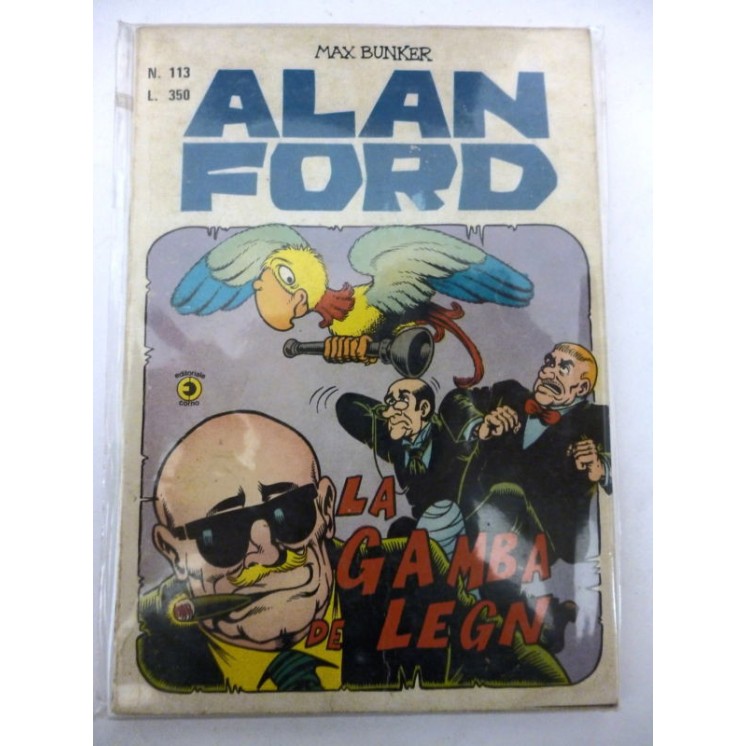 MAX BUNKER
N. 113
L. 350
ALAN
FORD
editoriale
corno
LA
GAMBA
DE LEGN